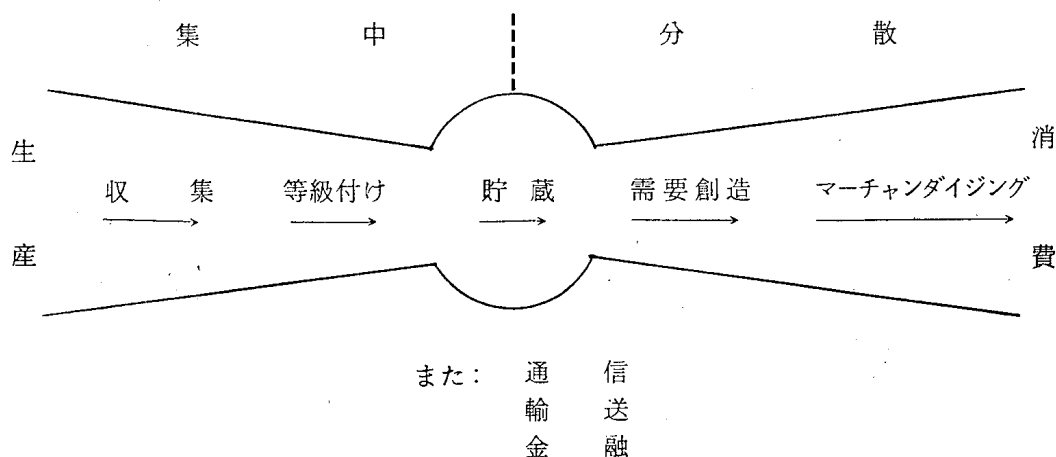 集中 分散
生産
収集 等級付け 貯蔵 需要創造 マーチャンダイジング
消費
また： 通信
輸送
金融